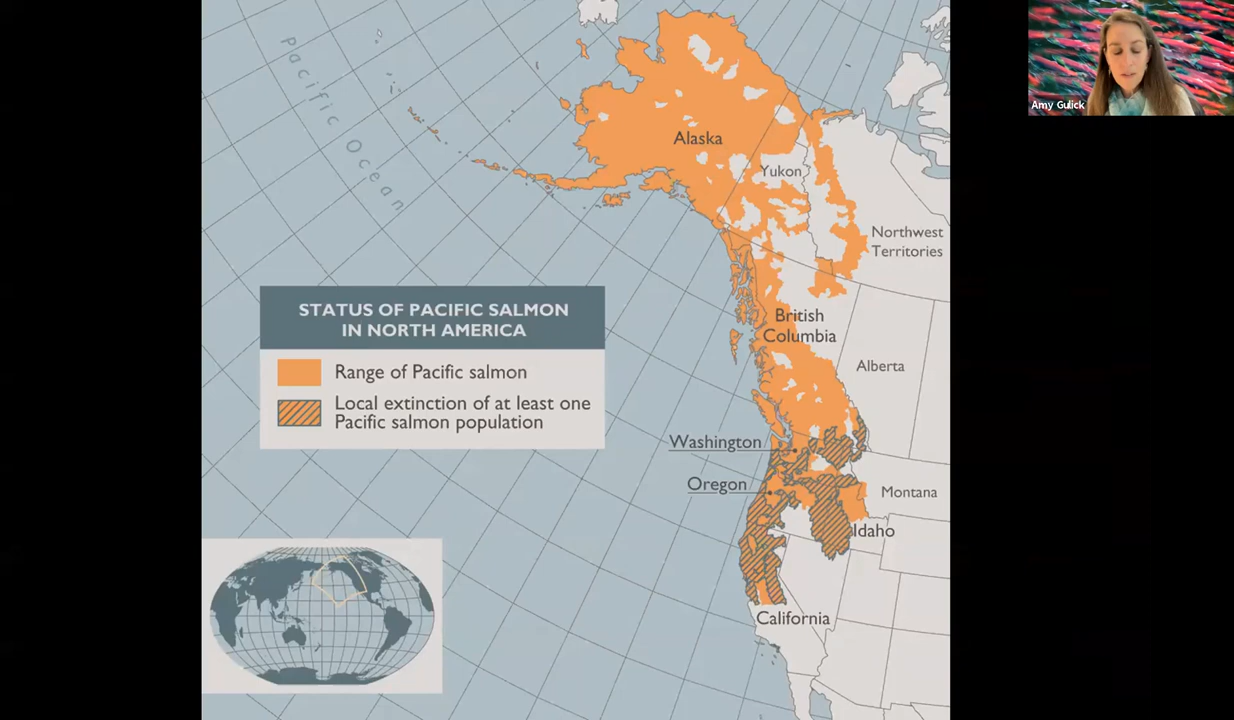 Amy Gulick
Pacific Ocean
Alaska
Yukon
Northwest
Territories
STATUS OF PACIFIC SALMON
IN NORTH AMERICA
Range of Pacific salmon
Local extinction of at least one
Pacific salmon population
British
Columbia
Alberta
Washington
Oregon
Montana
Idaho
California